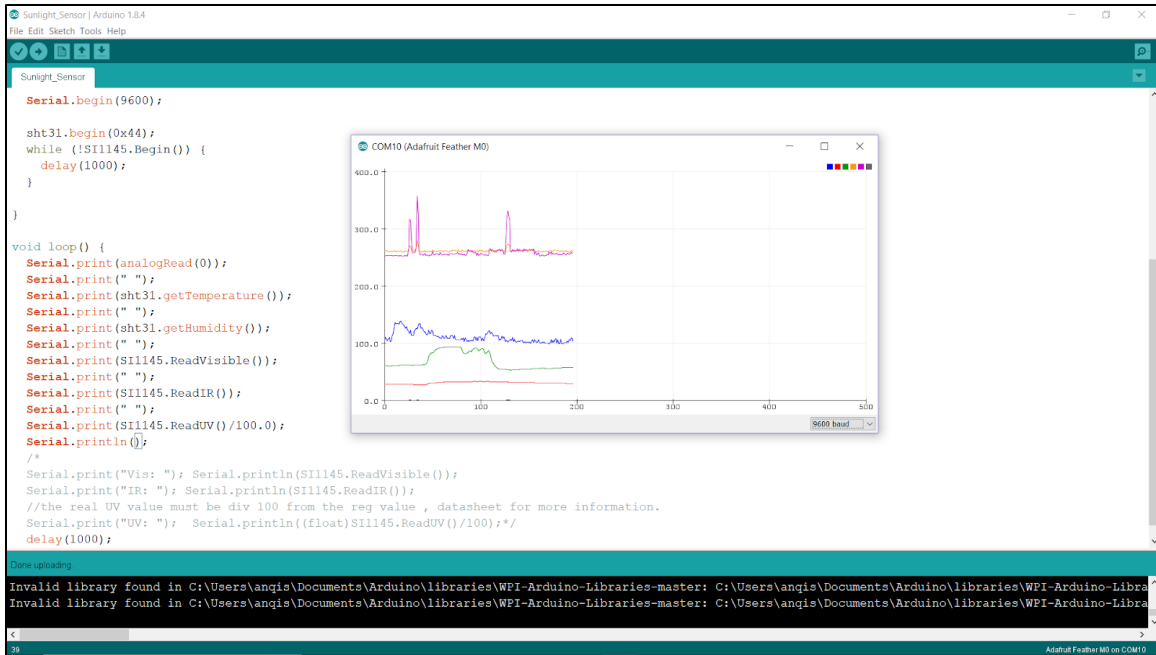 Sunlight_Sensor | Arduino 1.8.4
File Edit Sketch Tools Help
Sunlight_Sensor
Serial.begin(9600);
sht31.begin(0x44);
while (!SI1145.Begin()) {
delay(1000);
}
}
void loop() {
Serial.print(analogRead(0));
Serial.print(" ");
Serial.print(sht31.getTemperature());
Serial.print(" ");
Serial.print(sht31.getHumidity());
Serial.print(" ");
Serial.print(SI1145.ReadVisible());
Serial.print(" ");
Serial.print(SI1145.ReadIR());
Serial.print(" ");
Serial.print(SI1145.ReadUV()/100.0);
Serial.println();
/*
Serial.print("Vis: "); Serial.println(SI1145.ReadVisible());
Serial.print("IR: "); Serial.println(SI1145.ReadIR());
//the real UV value must be div 100 from the reg value , datasheet for more information.
Serial.print("UV: ");  Serial.println((float)SI1145.ReadUV()/100);*/
delay(1000);
COM10 (Adafruit Feather M0)
400.0
300.0
200.0
100.0
0.0
0 100 200 300 400 500
9600 baud
Done uploading.
Invalid library found in C:\Users\anqis\Documents\Arduino\libraries\WPI-Arduino-Libraries-master: C:\Users\anqis\Documents\Arduino\libraries\WPI-Arduino-Libra
Invalid library found in C:\Users\anqis\Documents\Arduino\libraries\WPI-Arduino-Libraries-master: C:\Users\anqis\Documents\Arduino\libraries\WPI-Arduino-Libra
39
Adafruit Feather M0 on COM10